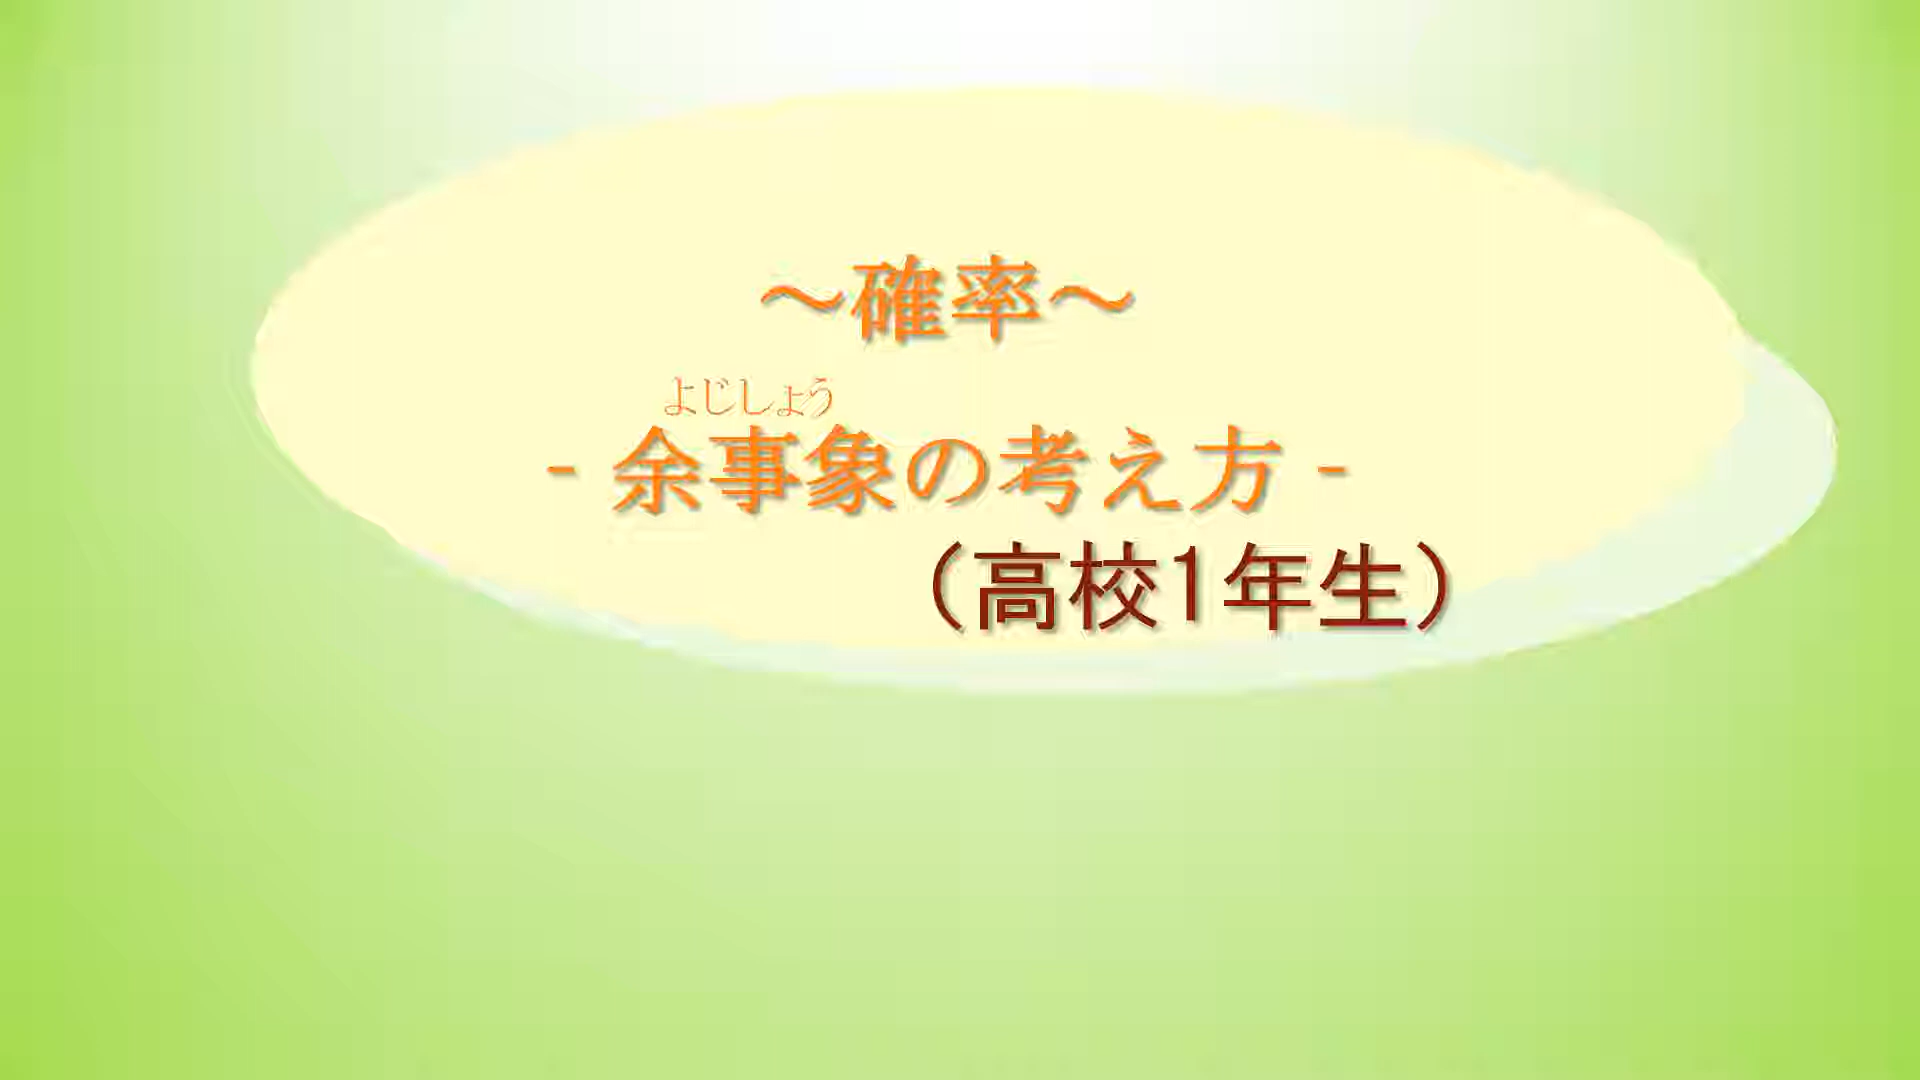 ～確率～
よじしょう
- 余事象の考え方 -
（高校1年生）